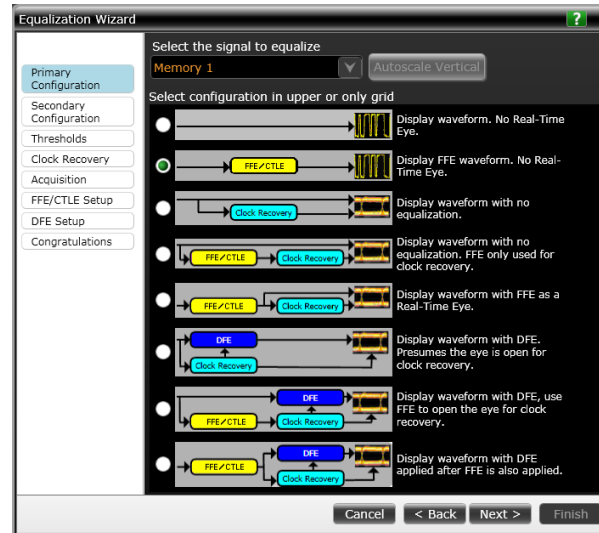 Equalization Wizard
?
Select the signal to equalize
Memory 1
Autoscale Vertical
Select configuration in upper or only grid
Primary
Configuration
Secondary
Configuration
Thresholds
Clock Recovery
Acquisition
FFE/CTLE Setup
DFE Setup
Congratulations
Display waveform. No Real-Time
Eye.
FFE/CTLE
Display FFE waveform. No Real-
Time Eye.
Clock Recovery
Display waveform with no
equalization.
FFE/CTLE
Clock Recovery
Display waveform with no
equalization. FFE only used for
clock recovery.
FFE/CTLE
Clock Recovery
Display waveform with FFE as a
Real-Time Eye.
DFE
Clock Recovery
Display waveform with DFE.
Presumes the eye is open for
clock recovery.
DFE
FFE/CTLE
Clock Recovery
Display waveform with DFE, use
FFE to open the eye for clock
recovery.
DFE
FFE/CTLE
Clock Recovery
Display waveform with DFE
applied after FFE is also applied.
Cancel
< Back
Next >
Finish